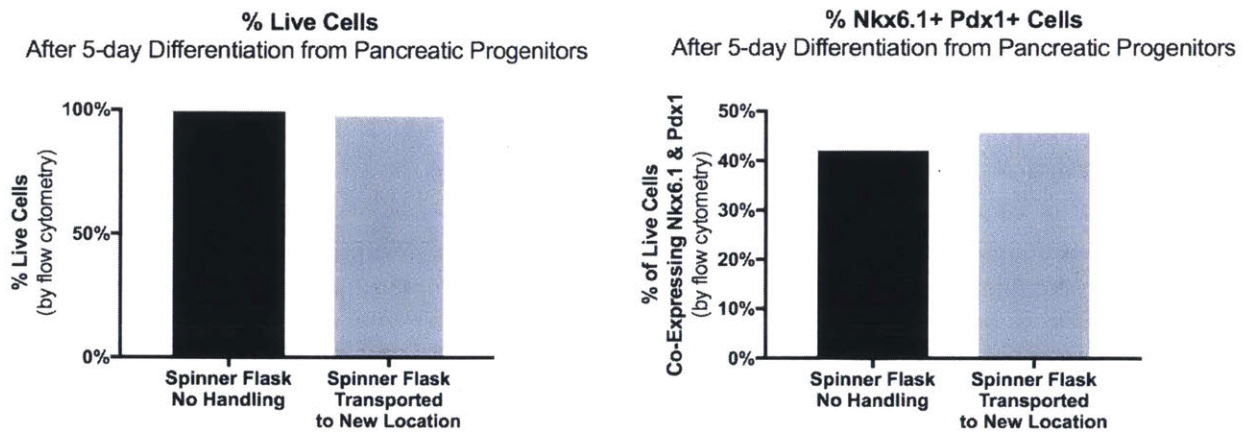 % Live Cells
After 5-day Differentiation from Pancreatic Progenitors
% Live Cells
(by flow cytometry)
100%
50%
0%
Spinner Flask
No Handling
Spinner Flask
Transported
to New Location
% Nkx6.1+ Pdx1+ Cells
After 5-day Differentiation from Pancreatic Progenitors
% of Live Cells
Co-Expressing Nkx6.1 & Pdx1
(by flow cytometry)
50%
40%
30%
20%
10%
0%
Spinner Flask
No Handling
Spinner Flask
Transported
to New Location